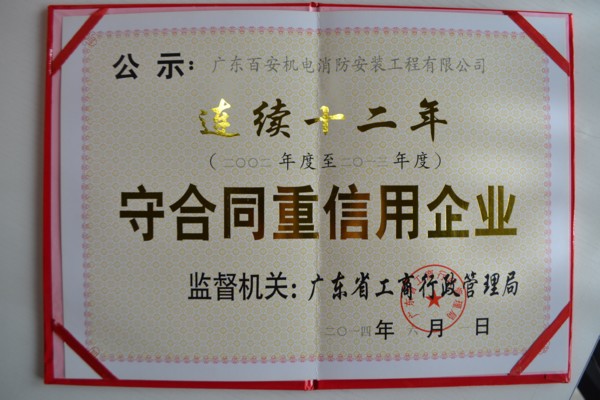 公示：广东百安机电消防安装工程有限公司
连续十二年
（二〇〇二年度至二〇一三年度）
守合同重信用企业
监督机关：广东省工商行政管理局
二〇一四年六月一日